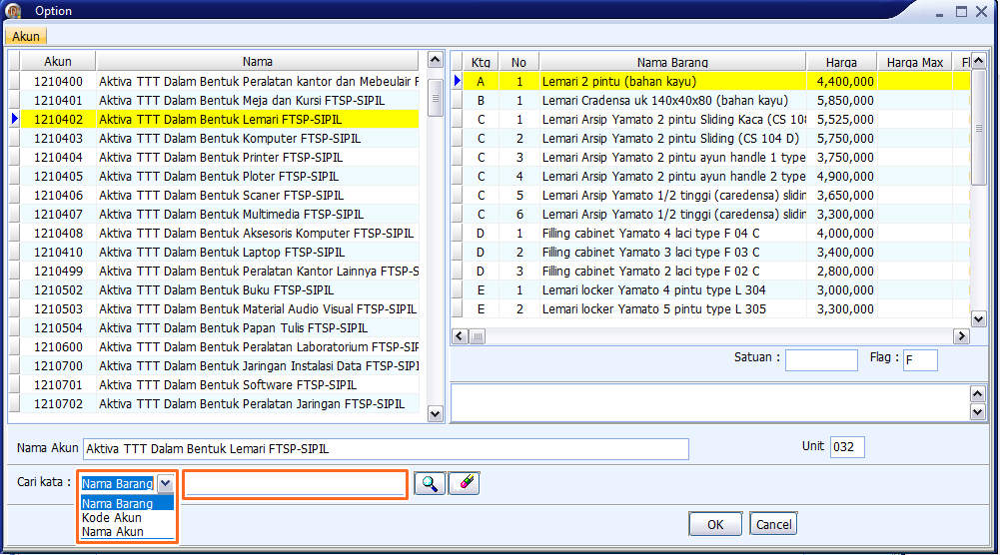 Option
Akun
Akun Nama
1210400 Aktiva TTT Dalam Bentuk Peralatan kantor dan Mebeulair F
1210401 Aktiva TTT Dalam Bentuk Meja dan Kursi FTSP-SIPIL
1210402 Aktiva TTT Dalam Bentuk Lemari FTSP-SIPIL
1210403 Aktiva TTT Dalam Bentuk Komputer FTSP-SIPIL
1210404 Aktiva TTT Dalam Bentuk Printer FTSP-SIPIL
1210405 Aktiva TTT Dalam Bentuk Ploter FTSP-SIPIL
1210406 Aktiva TTT Dalam Bentuk Scaner FTSP-SIPIL
1210407 Aktiva TTT Dalam Bentuk Multimedia FTSP-SIPIL
1210408 Aktiva TTT Dalam Bentuk Aksesoris Komputer FTSP-SIPIL
1210410 Aktiva TTT Dalam Bentuk Laptop FTSP-SIPIL
1210499 Aktiva TTT Dalam Bentuk Peralatan Kantor Lainnya FTSP-S
1210502 Aktiva TTT Dalam Bentuk Buku FTSP-SIPIL
1210503 Aktiva TTT Dalam Bentuk Material Audio Visual FTSP-SIPIL
1210504 Aktiva TTT Dalam Bentuk Papan Tulis FTSP-SIPIL
1210600 Aktiva TTT Dalam Bentuk Peralatan Laboratorium FTSP-SIP
1210700 Aktiva TTT Dalam Bentuk Jaringan Instalasi Data FTSP-SIPI
1210701 Aktiva TTT Dalam Bentuk Software FTSP-SIPIL
1210702 Aktiva TTT Dalam Bentuk Peralatan Jaringan FTSP-SIPIL
Ktg No Nama Barang Harga Harga Max Fl
A 1 Lemari 2 pintu (bahan kayu) 4,400,000
B 1 Lemari Cradensa uk 140x40x80 (bahan kayu) 5,850,000
C 1 Lemari Arsip Yamato 2 pintu Sliding Kaca (CS 108 5,525,000
C 2 Lemari Arsip Yamato 2 pintu Sliding (CS 104 D) 5,750,000
C 3 Lemari Arsip Yamato 2 pintu ayun handle 1 type 3,750,000
C 4 Lemari Arsip Yamato 2 pintu ayun handle 2 type 4,900,000
C 5 Lemari Arsip Yamato 1/2 tinggi (caredensa) slidin 3,650,000
C 6 Lemari Arsip Yamato 1/2 tinggi (caredensa) slidin 3,300,000
D 1 Filling cabinet Yamato 4 laci type F 04 C 4,000,000
D 2 Filling cabinet Yamato 3 laci type F 03 C 3,400,000
D 3 Filling cabinet Yamato 2 laci type F 02 C 2,800,000
E 1 Lemari locker Yamato 4 pintu type L 304 3,000,000
E 2 Lemari locker Yamato 5 pintu type L 305 3,300,000
Satuan : Flag : F
Nama Akun Aktiva TTT Dalam Bentuk Lemari FTSP-SIPIL Unit 032
Cari kata : Nama Barang
Nama Barang
Kode Akun
Nama Akun
OK Cancel